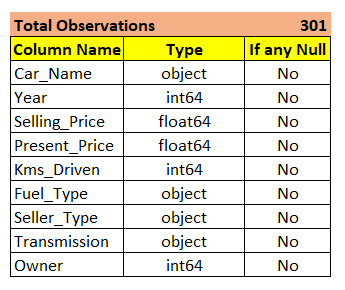 Total Observations 301
Column Name Type If any Null
Car_Name object No
Year int64 No
Selling_Price float64 No
Present_Price float64 No
Kms_Driven int64 No
Fuel_Type object No
Seller_Type object No
Transmission object No
Owner int64 No